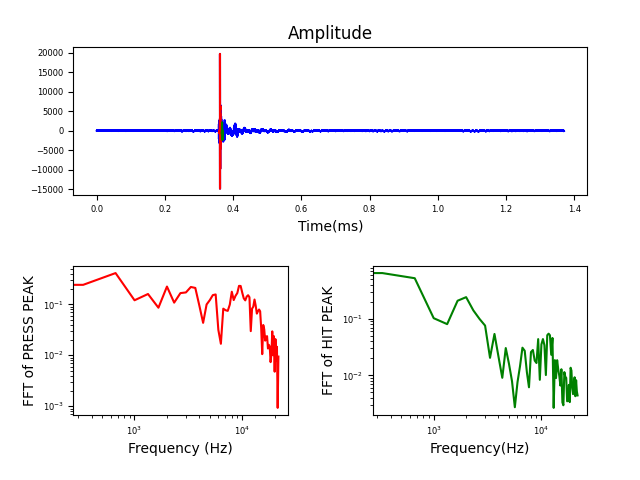 Amplitude
20000
15000
10000
5000
0
−5000
−10000
−15000
0.0 0.2 0.4 0.6 0.8 1.0 1.2 1.4
Time(ms)
FFT of PRESS PEAK
10⁻¹
10⁻²
10⁻³
10³ 10⁴
Frequency (Hz)
FFT of HIT PEAK
10⁻¹
10⁻²
10³ 10⁴
Frequency(Hz)